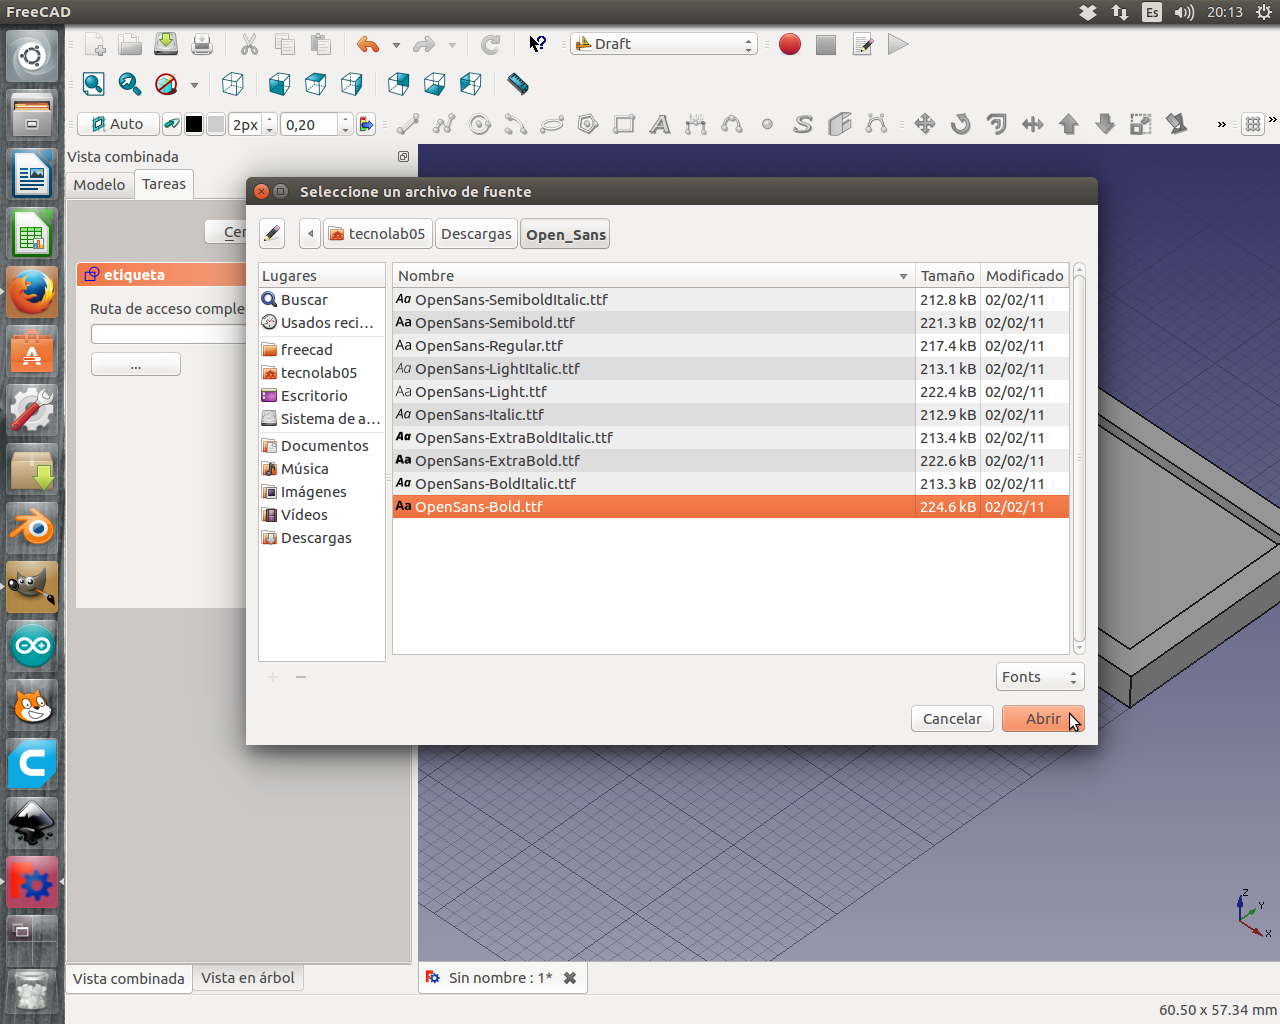 FreeCAD
Es
20:13
Draft
Auto
2px
0,20
»
»
Vista combinada
Modelo
Tareas
Cer
etiqueta
Ruta de acceso comple
...
Seleccione un archivo de fuente
tecnolab05
Descargas
Open_Sans
Lugares
Buscar
Usados reci...
freecad
tecnolab05
Escritorio
Sistema de a...
Documentos
Música
Imágenes
Vídeos
Descargas
Nombre Tamaño Modificado
Aa OpenSans-SemiboldItalic.ttf 212.8 kB 02/02/11
Aa OpenSans-Semibold.ttf 221.3 kB 02/02/11
Aa OpenSans-Regular.ttf 217.4 kB 02/02/11
Aa OpenSans-LightItalic.ttf 213.1 kB 02/02/11
Aa OpenSans-Light.ttf 222.4 kB 02/02/11
Aa OpenSans-Italic.ttf 212.9 kB 02/02/11
Aa OpenSans-ExtraBoldItalic.ttf 213.4 kB 02/02/11
Aa OpenSans-ExtraBold.ttf 222.6 kB 02/02/11
Aa OpenSans-BoldItalic.ttf 213.3 kB 02/02/11
Aa OpenSans-Bold.ttf 224.6 kB 02/02/11
Fonts
Cancelar
Abrir
Z
Y
X
Vista combinada
Vista en árbol
Sin nombre : 1*
60.50 x 57.34 mm